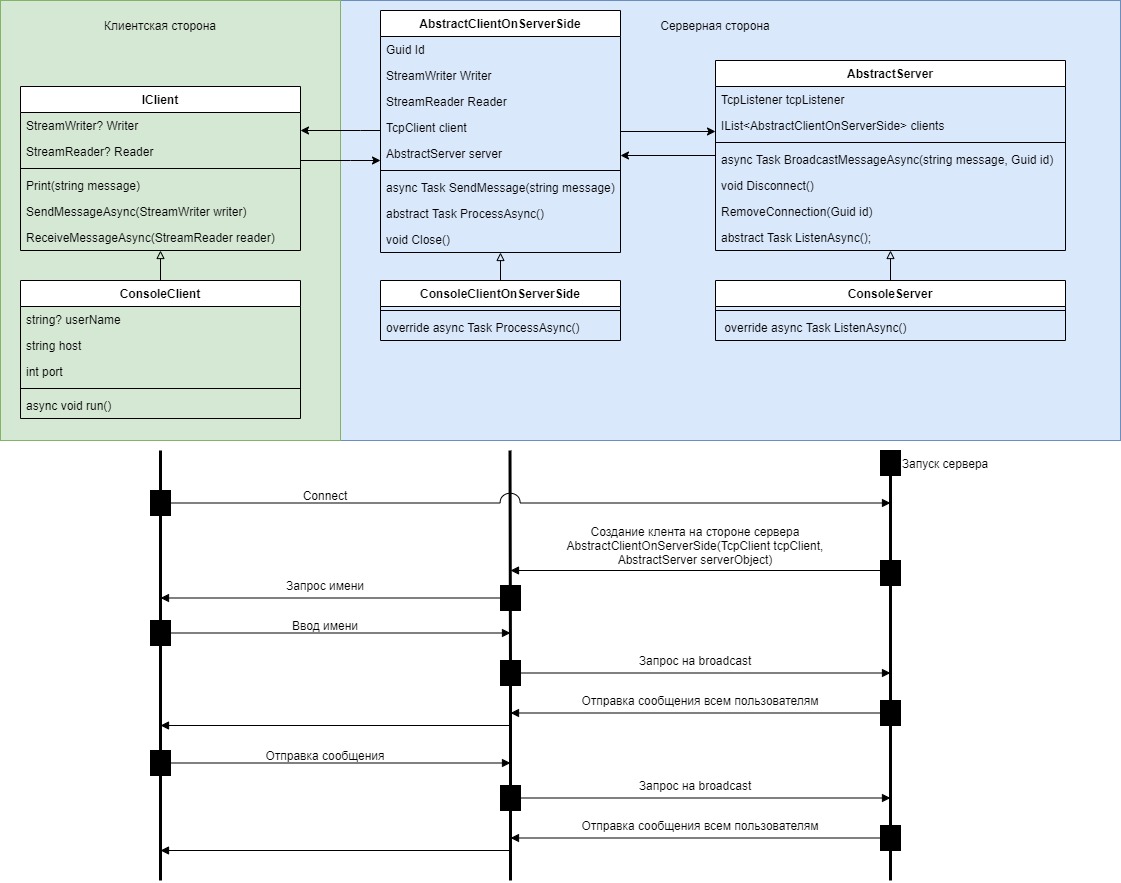 Клиентская сторона
IClient
StreamWriter? Writer
StreamReader? Reader
Print(string message)
SendMessageAsync(StreamWriter writer)
ReceiveMessageAsync(StreamReader reader)
ConsoleClient
string? userName
string host
int port
async void run()
Серверная сторона
AbstractClientOnServerSide
Guid Id
StreamWriter Writer
StreamReader Reader
TcpClient client
AbstractServer server
async Task SendMessage(string message)
abstract Task ProcessAsync()
void Close()
ConsoleClientOnServerSide
override async Task ProcessAsync()
AbstractServer
TcpListener tcpListener
IList<AbstractClientOnServerSide> clients
async Task BroadcastMessageAsync(string message, Guid id)
void Disconnect()
RemoveConnection(Guid id)
abstract Task ListenAsync();
ConsoleServer
override async Task ListenAsync()
Запуск сервера
Connect
Создание клента на стороне сервера
AbstractClientOnServerSide(TcpClient tcpClient,
AbstractServer serverObject)
Запрос имени
Ввод имени
Запрос на broadcast
Отправка сообщения всем пользователям
Отправка сообщения
Запрос на broadcast
Отправка сообщения всем пользователям